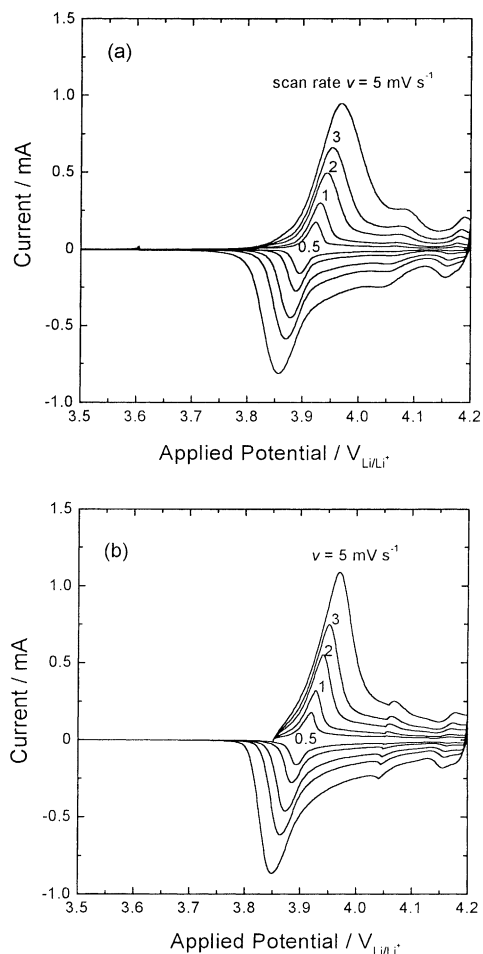 1.5
(a)
scan rate v = 5 mV s⁻¹
1.0
3
2
0.5
1
0.5
0
-0.5
-1.0
3.5 3.6 3.7 3.8 3.9 4.0 4.1 4.2
Current / mA
Applied Potential / V Li/Li⁺
1.5
(b)
v = 5 mV s⁻¹
1.0
3
2
0.5
1
0.5
0
-0.5
-1.0
3.5 3.6 3.7 3.8 3.9 4.0 4.1 4.2
Current / mA
Applied Potential / V Li/Li⁺